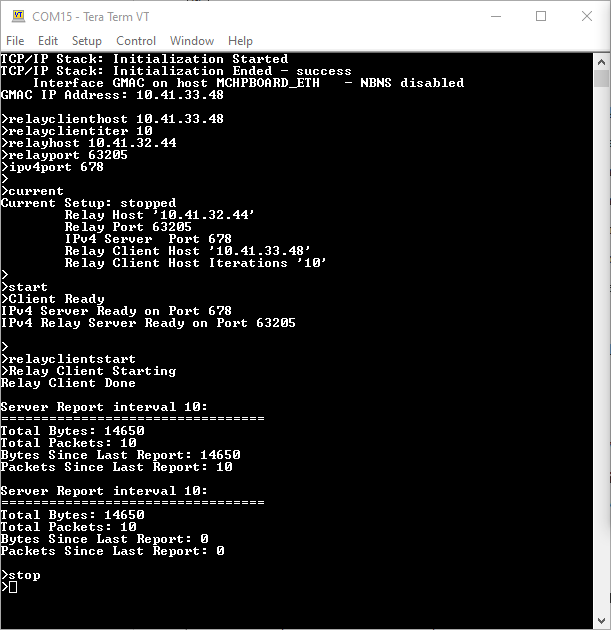 COM15 - Tera Term VT
File Edit Setup Control Window Help
TCP/IP Stack: Initialization Started
TCP/IP Stack: Initialization Ended - success
    Interface GMAC on host MCHPBOARD_ETH   - NBNS disabled
GMAC IP Address: 10.41.33.48
>relayclienthost 10.41.33.48
>relayclientiter 10
>relayhost 10.41.32.44
>relayport 63205
>ipv4port 678
>
>current
Current Setup: stopped
        Relay Host '10.41.32.44'
        Relay Port 63205
        IPv4 Server  Port 678
        Relay Client Host '10.41.33.48'
        Relay Client Host Iterations '10'
>
>start
>Client Ready
IPv4 Server Ready on Port 678
IPv4 Relay Server Ready on Port 63205
>
>relayclientstart
>Relay Client Starting
Relay Client Done
Server Report interval 10:
=================================
Total Bytes: 14650
Total Packets: 10
Bytes Since Last Report: 14650
Packets Since Last Report: 10
Server Report interval 10:
=================================
Total Bytes: 14650
Total Packets: 10
Bytes Since Last Report: 0
Packets Since Last Report: 0
>stop
>